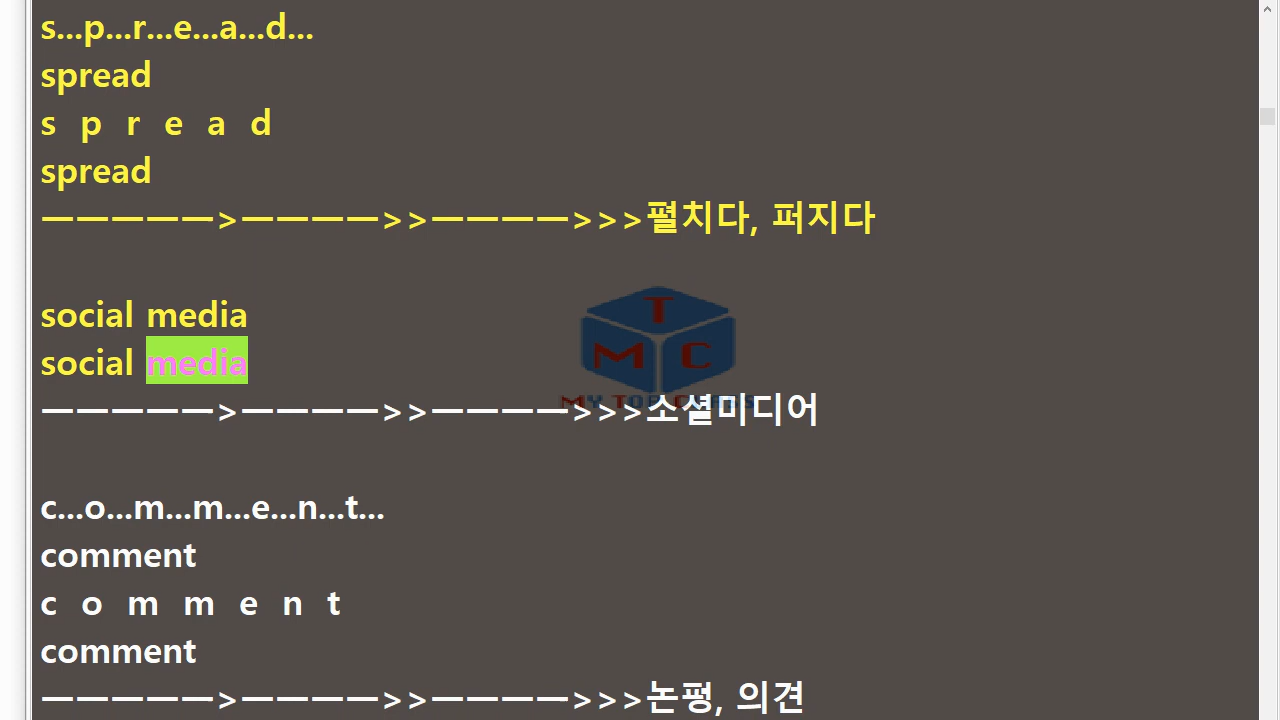 s...p...r...e...a...d...
spread
s p r e a d
spread
—————>————>>————>>>펼치다, 퍼지다
social media
social media
T
M C
—————>————>>————>>>소셜미디어
c...o...m...m...e...n...t...
comment
c o m m e n t
comment
—————>————>>————>>>논평, 의견